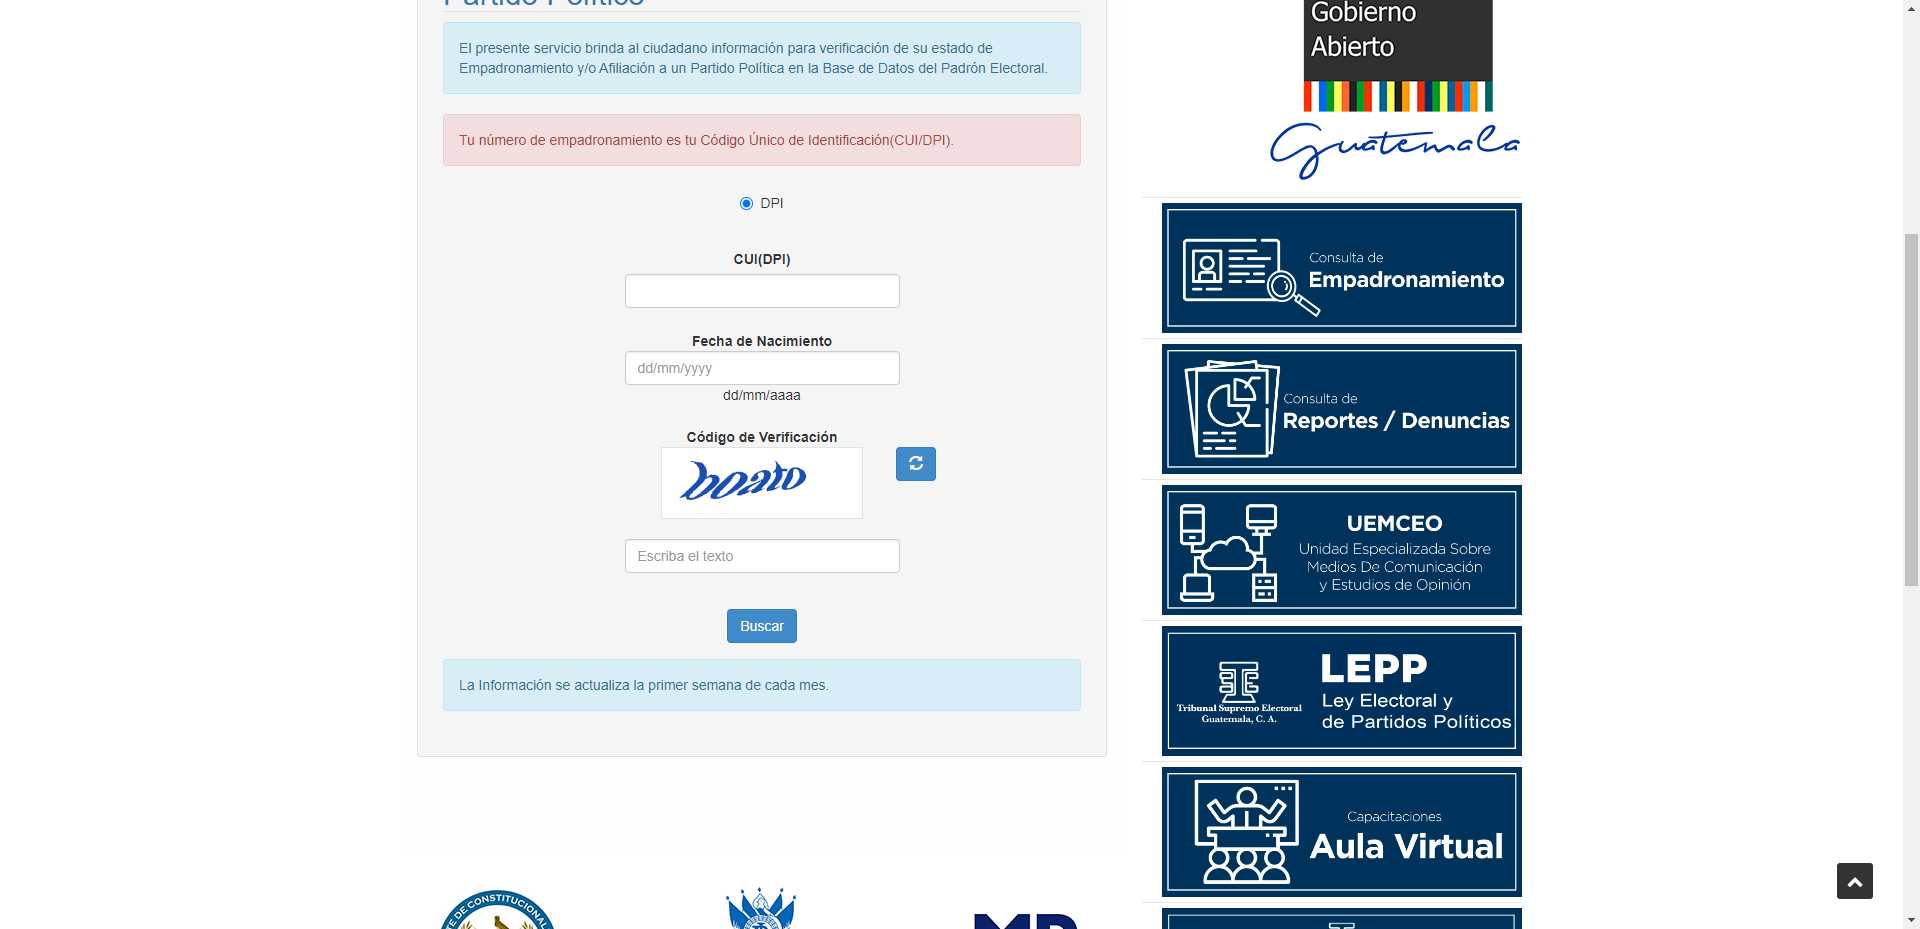 Partido Político
El presente servicio brinda al ciudadano información para verificación de su estado de
Empadronamiento y/o Afiliación a un Partido Política en la Base de Datos del Padrón Electoral.
Tu número de empadronamiento es tu Código Único de Identificación(CUI/DPI).
DPI
CUI(DPI)
Fecha de Nacimiento
dd/mm/yyyy
dd/mm/aaaa
Código de Verificación
Escriba el texto
Buscar
La Información se actualiza la primer semana de cada mes.
Gobierno
Abierto
Guatemala
Consulta de
Empadronamiento
Consulta de
Reportes / Denuncias
UEMCEO
Unidad Especializada Sobre
Medios De Comunicación
y Estudios de Opinión
Tribunal Supremo Electoral
Guatemala, C. A.
LEPP
Ley Electoral y
de Partidos Políticos
Capacitaciones
Aula Virtual
E DE CONSTITUCIONAL
MP